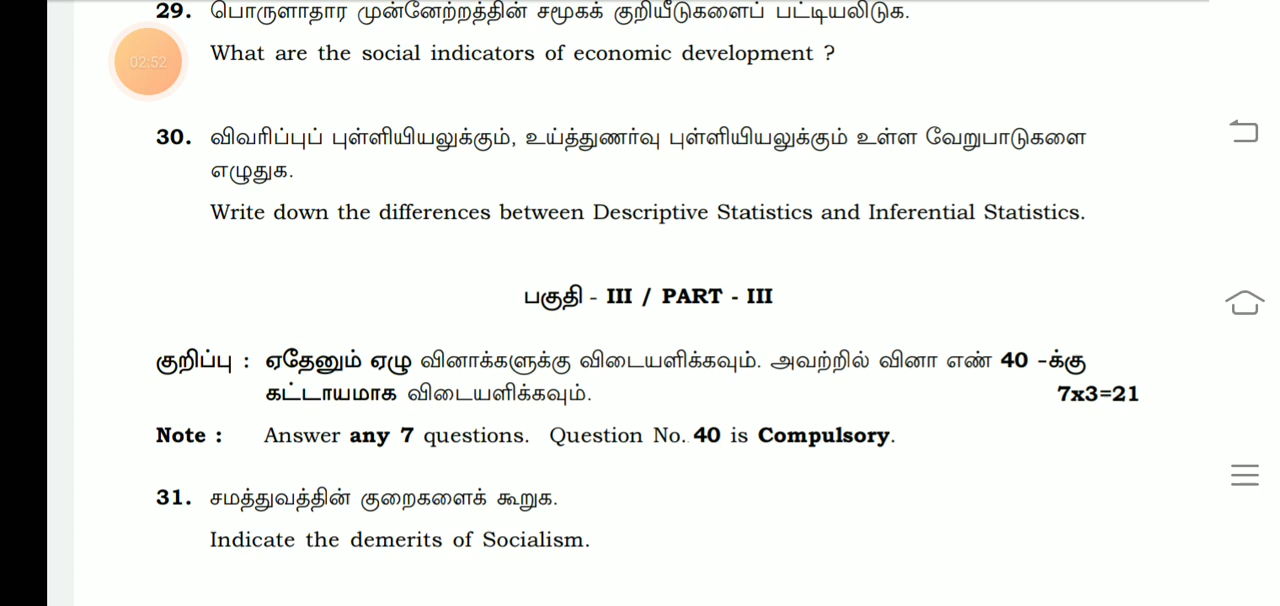 29. பொருளாதார முன்னேற்றத்தின் சமூகக் குறியீடுகளைப் பட்டியலிடுக.
02:52
What are the social indicators of economic development ?
30. விவரிப்புப் புள்ளியியலுக்கும், உய்த்துணர்வு புள்ளியியலுக்கும் உள்ள வேறுபாடுகளை
எழுதுக.
Write down the differences between Descriptive Statistics and Inferential Statistics.
பகுதி - III / PART - III
குறிப்பு : ஏதேனும் ஏழு வினாக்களுக்கு விடையளிக்கவும். அவற்றில் வினா எண் 40 -க்கு
கட்டாயமாக விடையளிக்கவும். 7x3=21
Note : Answer any 7 questions. Question No. 40 is Compulsory.
31. சமத்துவத்தின் குறைகளைக் கூறுக.
Indicate the demerits of Socialism.